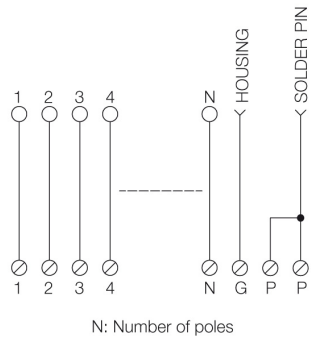 HOUSING
SOLDER PIN
1 2 3 4 N
1 2 3 4 N G P P
N: Number of poles